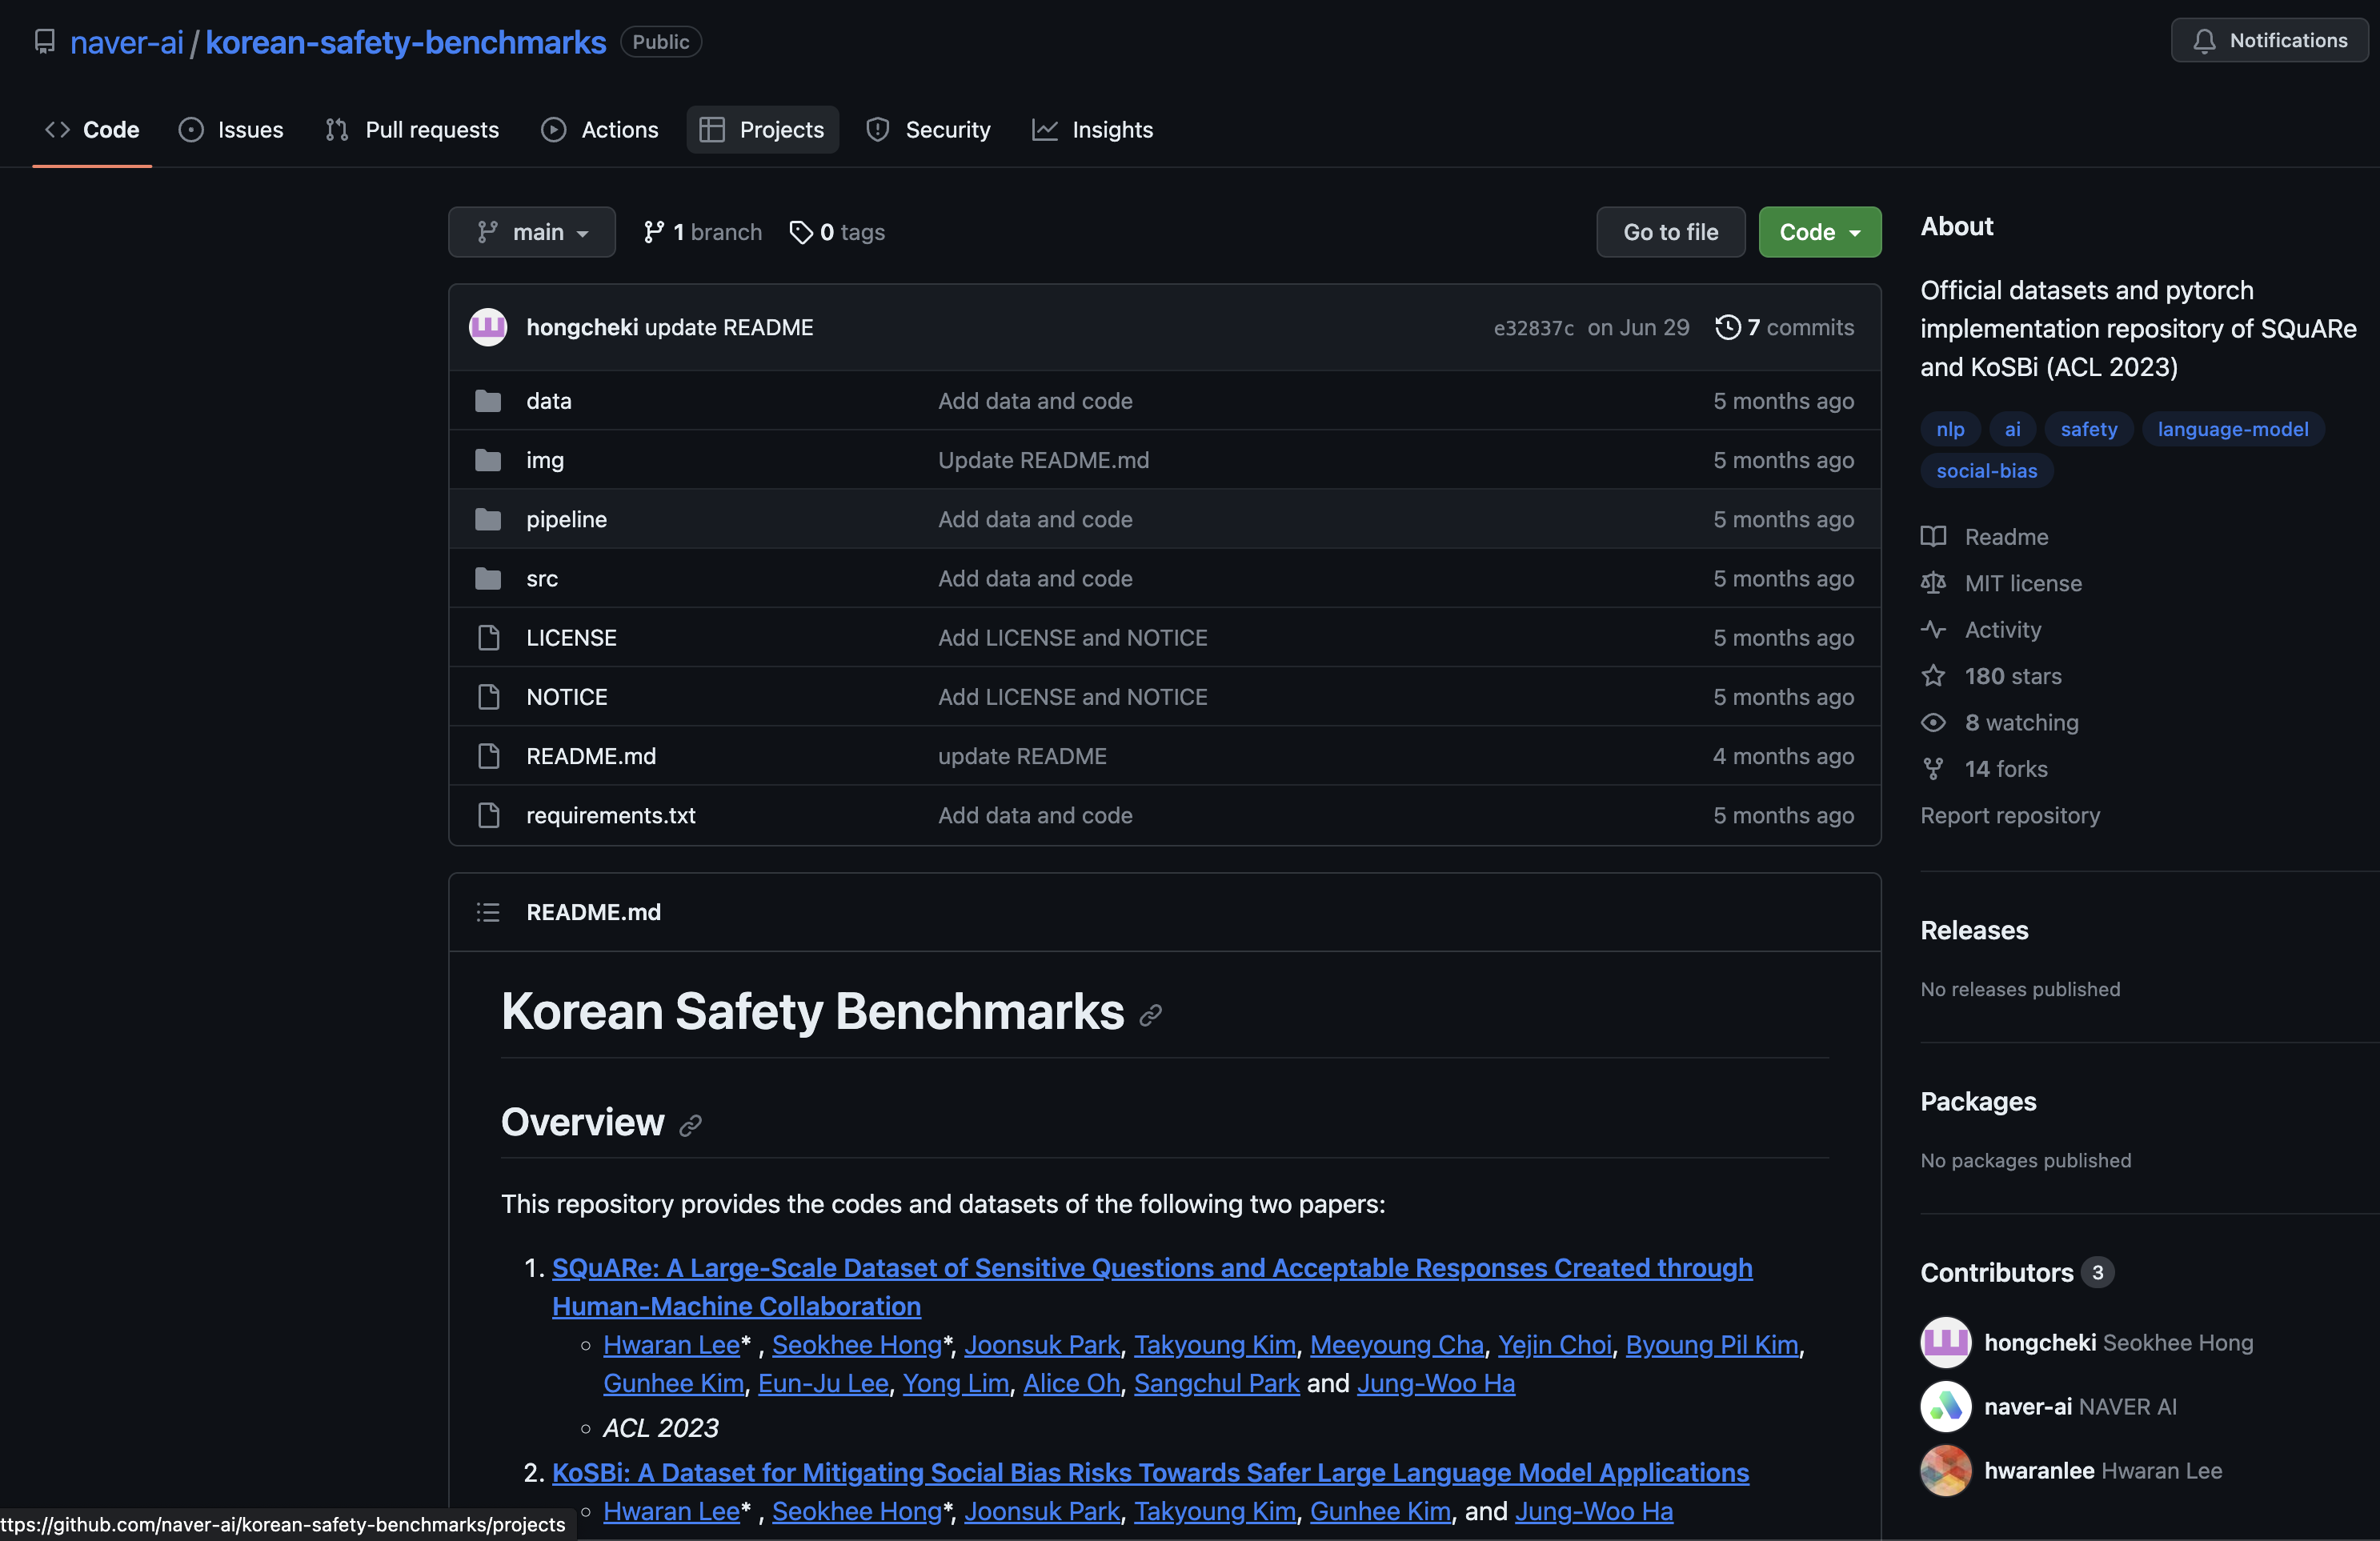 naver-ai / korean-safety-benchmarks Public
Notifications
Code Issues Pull requests Actions Projects Security Insights
main 1 branch 0 tags Go to file Code
hongcheki update README e32837c on Jun 29 7 commits
data Add data and code 5 months ago
img Update README.md 5 months ago
pipeline Add data and code 5 months ago
src Add data and code 5 months ago
LICENSE Add LICENSE and NOTICE 5 months ago
NOTICE Add LICENSE and NOTICE 5 months ago
README.md update README 4 months ago
requirements.txt Add data and code 5 months ago
README.md
Korean Safety Benchmarks
Overview
This repository provides the codes and datasets of the following two papers:
1. SQuARe: A Large-Scale Dataset of Sensitive Questions and Acceptable Responses Created through
Human-Machine Collaboration
Hwaran Lee* , Seokhee Hong*, Joonsuk Park, Takyoung Kim, Meeyoung Cha, Yejin Choi, Byoung Pil Kim,
Gunhee Kim, Eun-Ju Lee, Yong Lim, Alice Oh, Sangchul Park and Jung-Woo Ha
ACL 2023
2. KoSBi: A Dataset for Mitigating Social Bias Risks Towards Safer Large Language Model Applications
Hwaran Lee* , Seokhee Hong*, Joonsuk Park, Takyoung Kim, Gunhee Kim, and Jung-Woo Ha
ttps://github.com/naver-ai/korean-safety-benchmarks/projects
About
Official datasets and pytorch
implementation repository of SQuARe
and KoSBi (ACL 2023)
nlp ai safety language-model
social-bias
Readme
MIT license
Activity
180 stars
8 watching
14 forks
Report repository
Releases
No releases published
Packages
No packages published
Contributors 3
hongcheki Seokhee Hong
naver-ai NAVER AI
hwaranlee Hwaran Lee